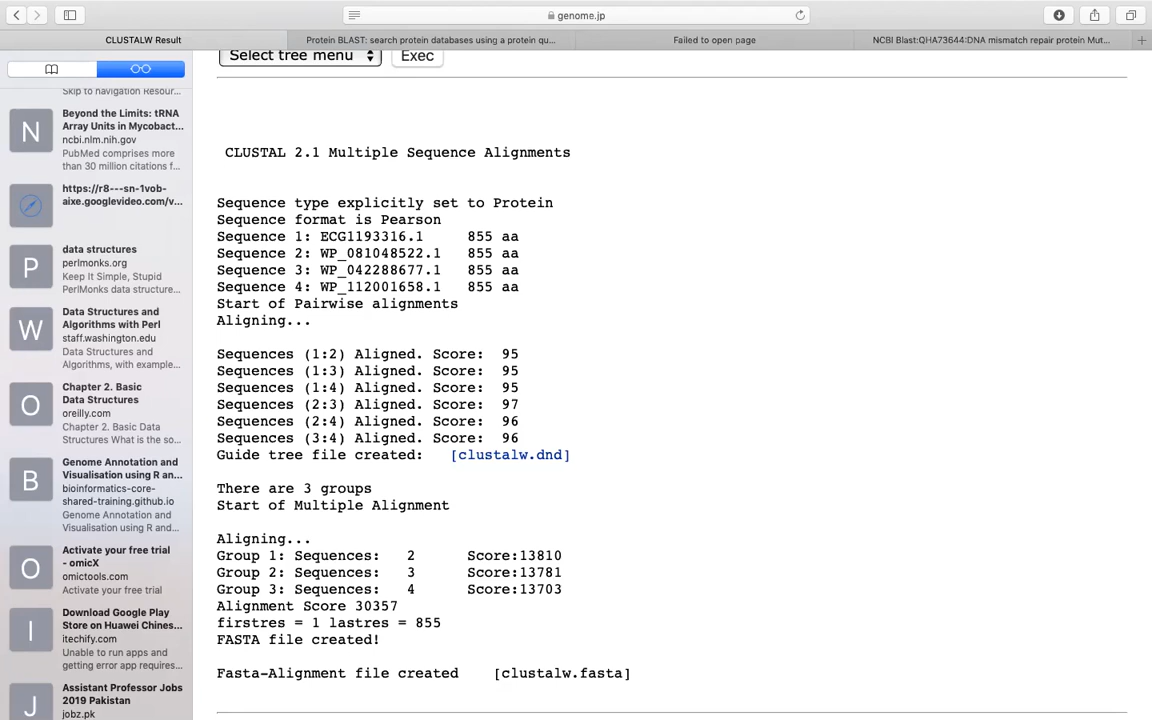 genome.jp
CLUSTALW Result
Protein BLAST: search protein databases using a protein qu...
Failed to open page
NCBI Blast:QHA73644:DNA mismatch repair protein Mut...
Select tree menu
Exec
Skip to navigation Resour...
N
Beyond the Limits: tRNA
Array Units in Mycobact...
ncbi.nlm.nih.gov
PubMed comprises more
than 30 million citations f...
https://r8---sn-1vob-
aixe.googlevideo.com/v...
P
data structures
perlmonks.org
Keep It Simple, Stupid
PerlMonks data structure...
W
Data Structures and
Algorithms with Perl
staff.washington.edu
Data Structures and
Algorithms, with example...
O
Chapter 2. Basic
Data Structures
oreilly.com
Chapter 2. Basic Data
Structures What is the so...
B
Genome Annotation and
Visualisation using R an...
bioinformatics-core-
shared-training.github.io
Genome Annotation and
Visualisation using R and...
O
Activate your free trial
- omicX
omictools.com
Activate your free trial
I
Download Google Play
Store on Huawei Chines...
itechify.com
Unable to run apps and
getting error app requires...
J
Assistant Professor Jobs
2019 Pakistan
jobz.pk
CLUSTAL 2.1 Multiple Sequence Alignments
Sequence type explicitly set to Protein
Sequence format is Pearson
Sequence 1: ECG1193316.1 855 aa
Sequence 2: WP_081048522.1 855 aa
Sequence 3: WP_042288677.1 855 aa
Sequence 4: WP_112001658.1 855 aa
Start of Pairwise alignments
Aligning...
Sequences (1:2) Aligned. Score: 95
Sequences (1:3) Aligned. Score: 95
Sequences (1:4) Aligned. Score: 95
Sequences (2:3) Aligned. Score: 97
Sequences (2:4) Aligned. Score: 96
Sequences (3:4) Aligned. Score: 96
Guide tree file created: [clustalw.dnd]
There are 3 groups
Start of Multiple Alignment
Aligning...
Group 1: Sequences: 2 Score:13810
Group 2: Sequences: 3 Score:13781
Group 3: Sequences: 4 Score:13703
Alignment Score 30357
firstres = 1 lastres = 855
FASTA file created!
Fasta-Alignment file created [clustalw.fasta]